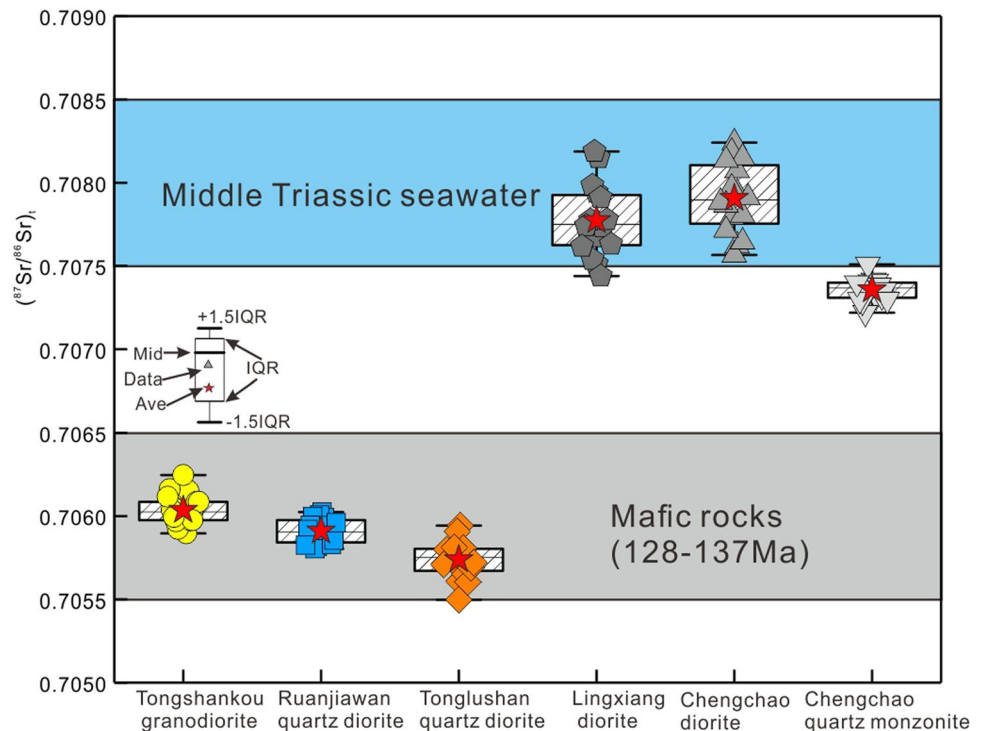 0.7090
0.7085
0.7080
0.7075
0.7070
0.7065
0.7060
0.7055
0.7050
(⁸⁷Sr/⁸⁶Sr)t
Middle Triassic seawater
+1.5IQR
Mid
IQR
Data
Ave
-1.5IQR
Mafic rocks
(128-137Ma)
Tongshankou
granodiorite
Ruanjiawan
quartz diorite
Tonglushan
quartz diorite
Lingxiang
diorite
Chengchao
diorite
Chengchao
quartz monzonite